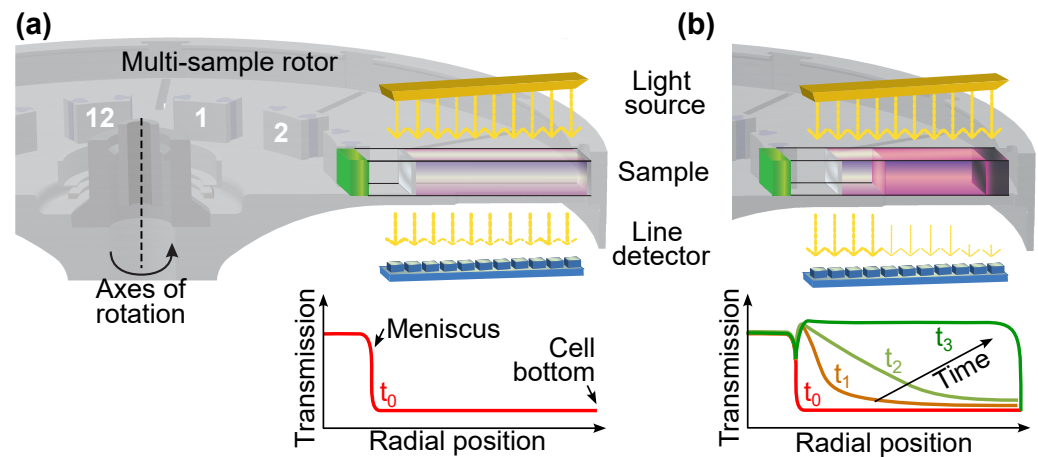 (a)
Multi-sample rotor
12
1
2
Axes of
rotation
Light
source
Sample
Line
detector
Transmission
Meniscus
Cell
bottom
t0
Radial position
(b)
Transmission
t3
t2
t1
t0
Time
Radial position